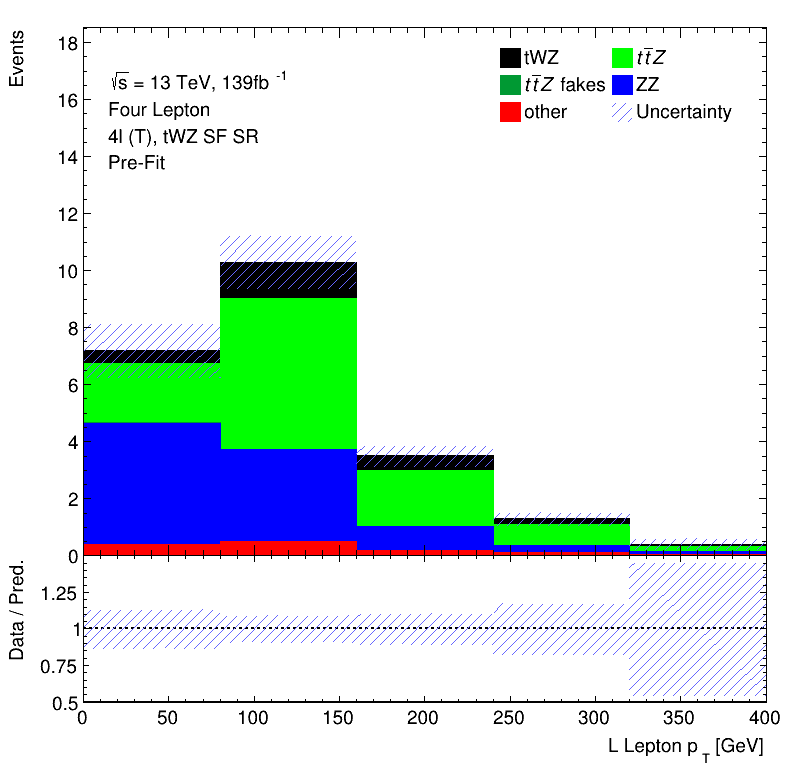 Events
18
16
14
12
10
8
6
4
2
0
√s = 13 TeV, 139fb⁻¹
Four Lepton
4l (T), tWZ SF SR
Pre-Fit
tWZ
tt̄Z
tt̄Z fakes
ZZ
other
Uncertainty
Data / Pred.
1.25
1
0.75
0.5
0 50 100 150 200 250 300 350 400
L Lepton p_T [GeV]